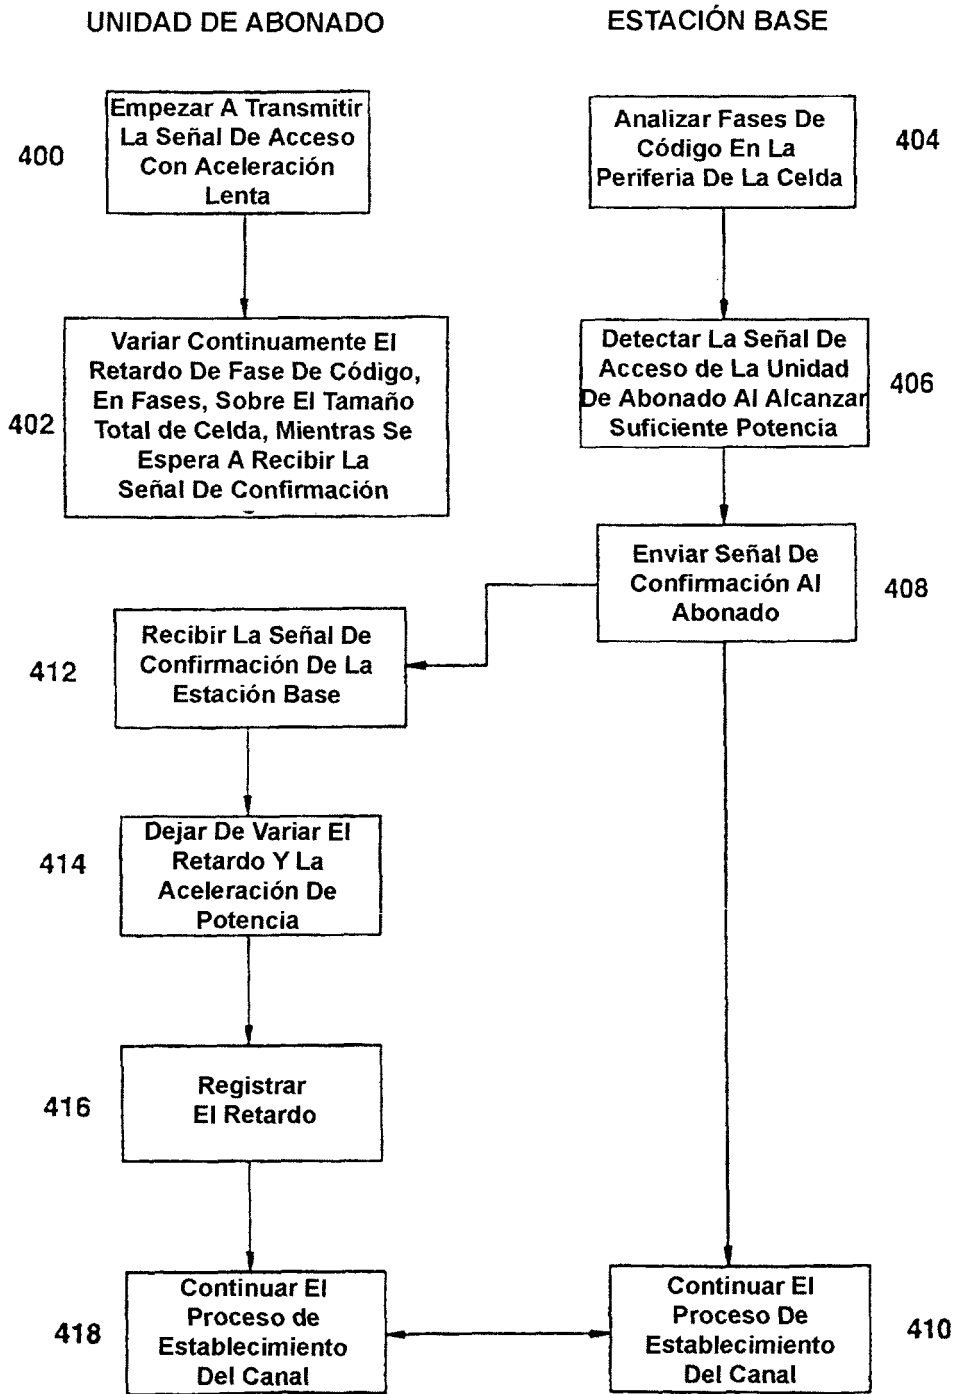 UNIDAD DE ABONADO
ESTACIÓN BASE
400
Empezar A Transmitir
La Señal De Acceso
Con Aceleración
Lenta
Analizar Fases De
Código En La
Periferia De La Celda
404
402
Variar Continuamente El
Retardo De Fase De Código,
En Fases, Sobre El Tamaño
Total de Celda, Mientras Se
Espera A Recibir La
Señal De Confirmación
Detectar La Señal De
Acceso de La Unidad
De Abonado Al Alcanzar
Suficiente Potencia
406
Enviar Señal De
Confirmación Al
Abonado
408
412
Recibir La Señal De
Confirmación De La
Estación Base
414
Dejar De Variar El
Retardo Y La
Aceleración De
Potencia
416
Registrar
El Retardo
418
Continuar El
Proceso de
Establecimiento
Del Canal
Continuar El
Proceso De
Establecimiento
Del Canal
410